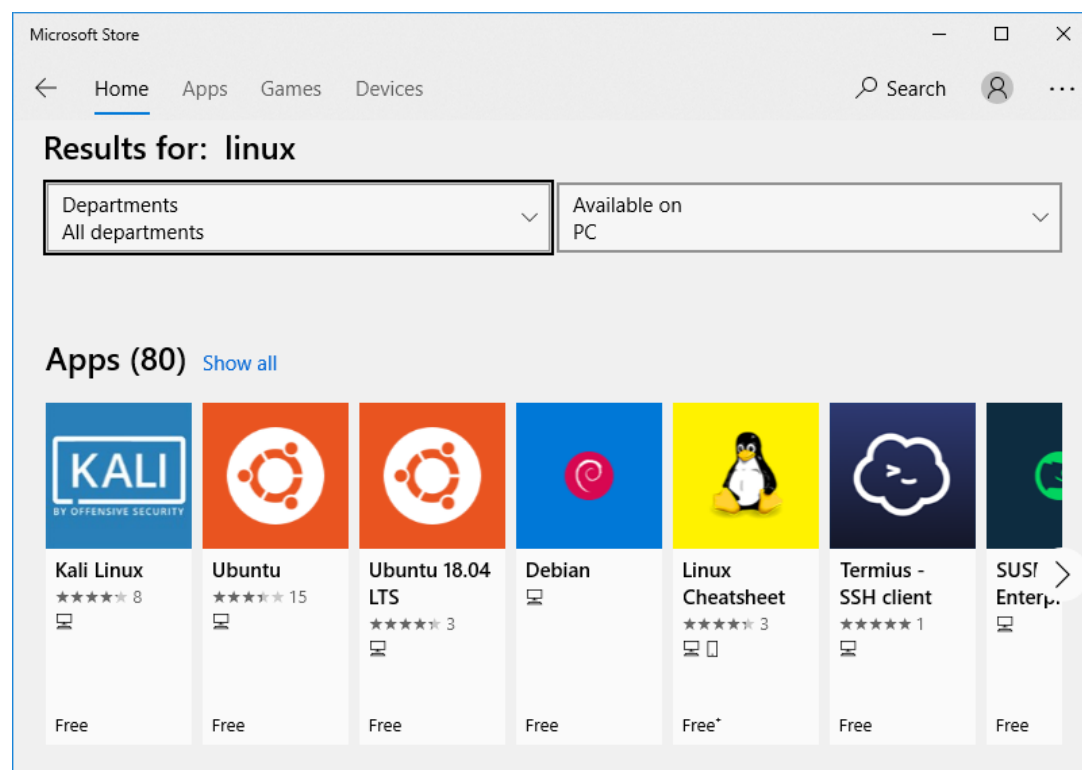 Microsoft Store
Home Apps Games Devices Search
Results for: linux
Departments
All departments
Available on
PC
Apps (80) Show all
KALI
BY OFFENSIVE SECURITY
Kali Linux
8
Free
Ubuntu
15
Free
Ubuntu 18.04
LTS
3
Free
Debian
Free
Linux
Cheatsheet
3
Free+
Termius -
SSH client
1
Free
Free